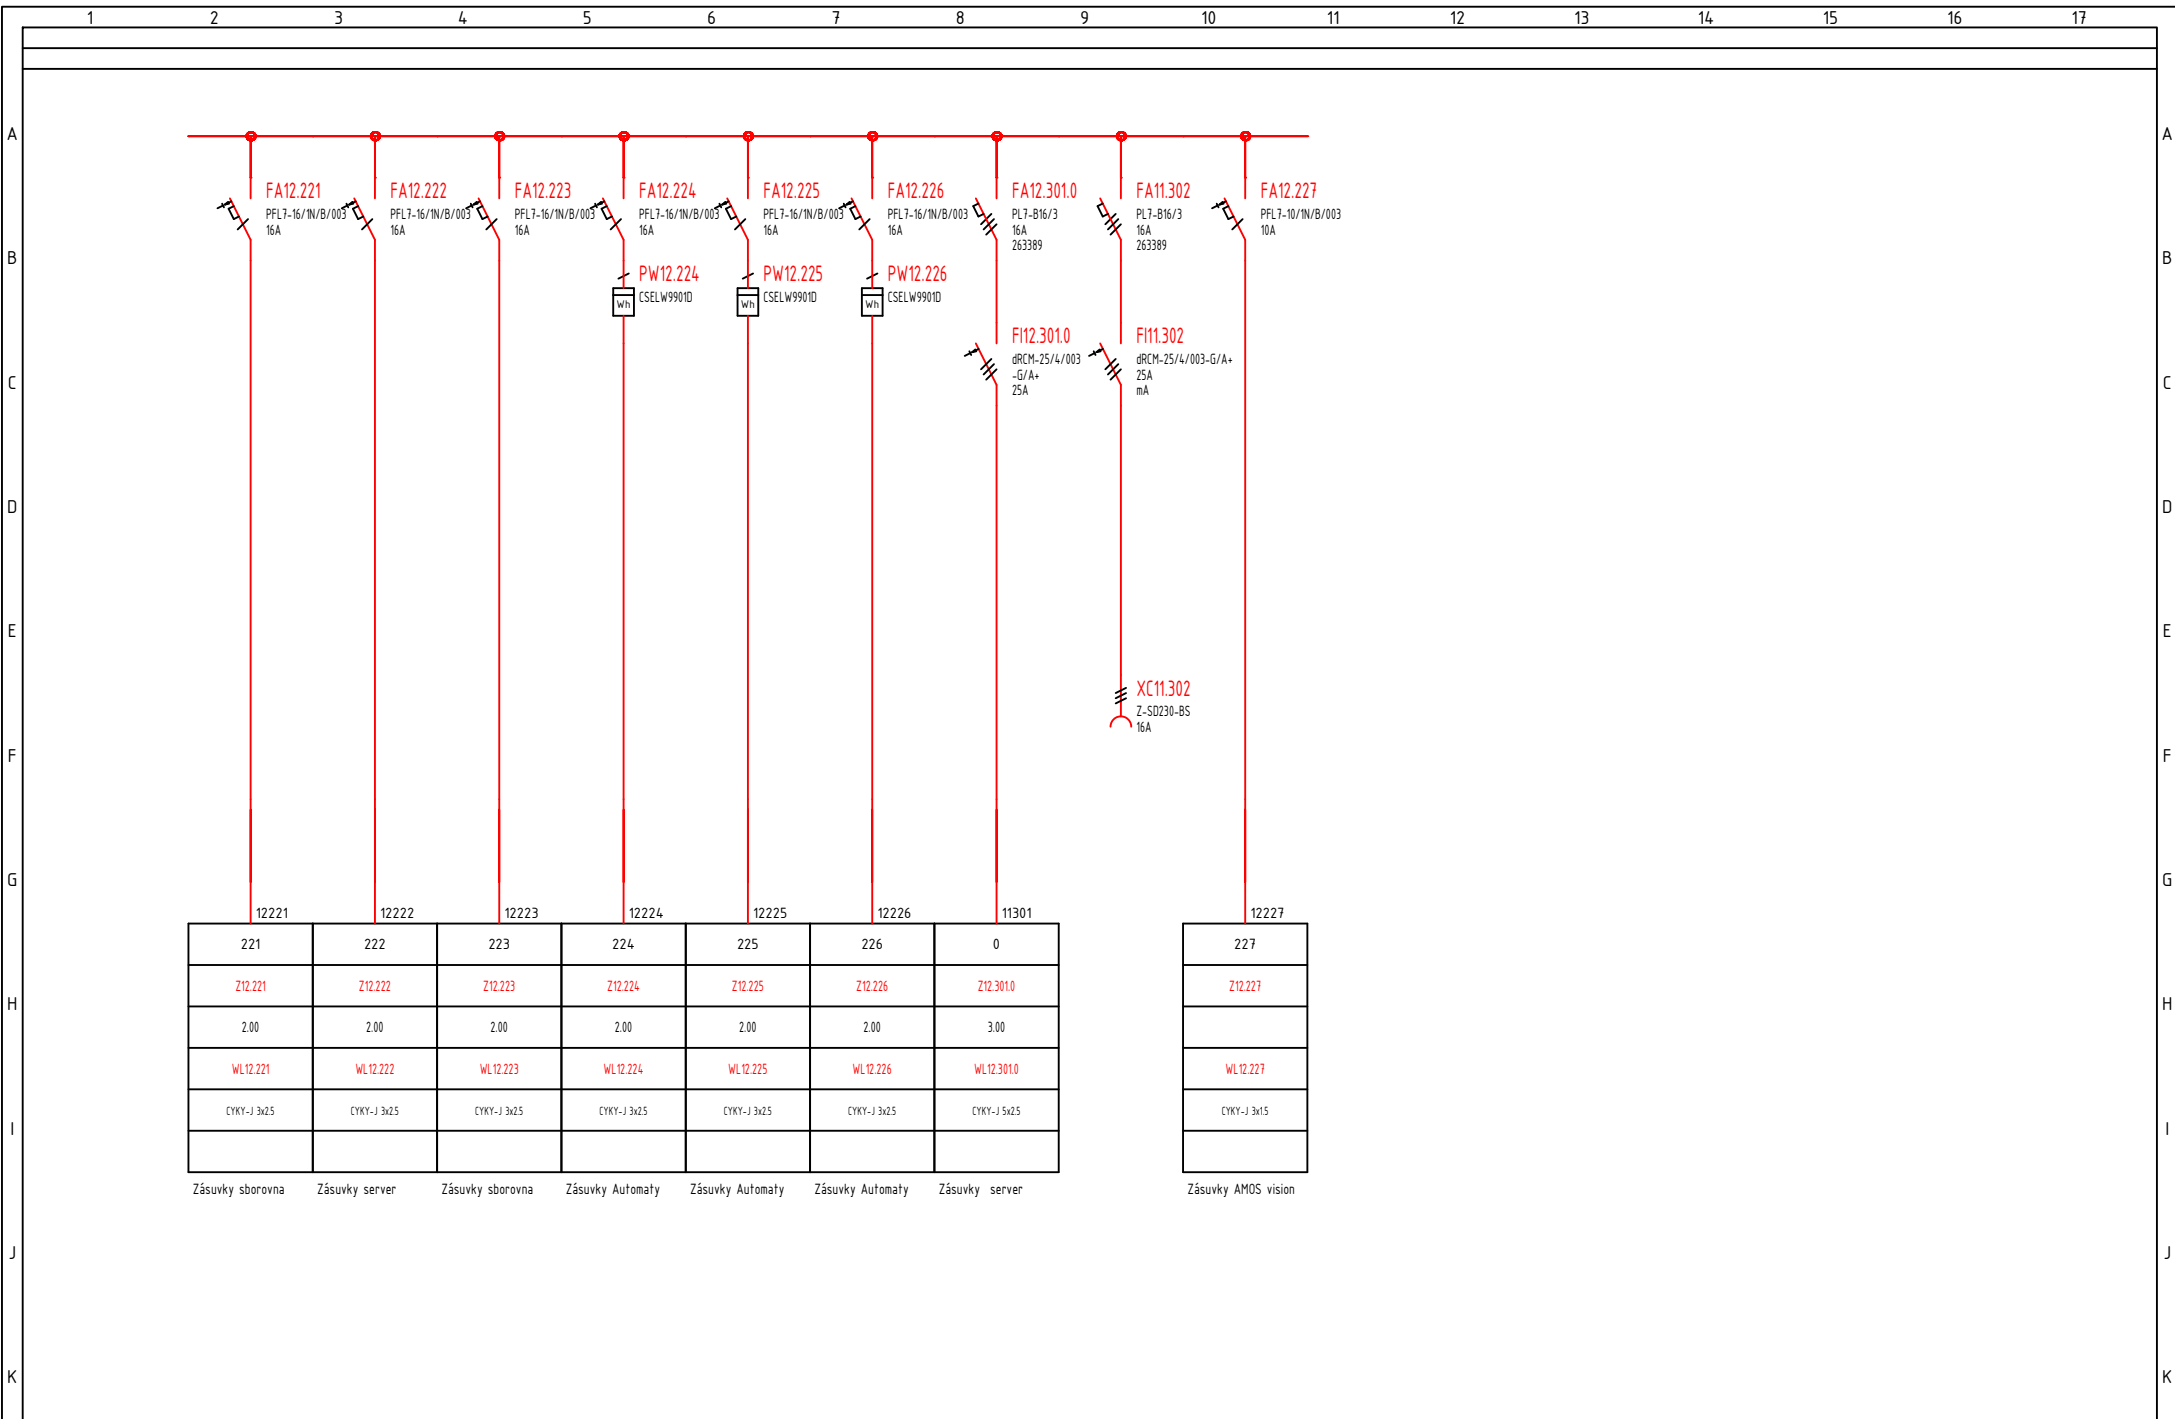 1 2 3 4 5 6 7 8 9 10 11 12 13 14 15 16 17
A A
FA12.221 FA12.222 FA12.223 FA12.224 FA12.225 FA12.226 FA12.301.0 FA11.302 FA12.227
PFL7-16/1N/B/003 PFL7-16/1N/B/003 PFL7-16/1N/B/003 PFL7-16/1N/B/003 PFL7-16/1N/B/003 PFL7-16/1N/B/003 PL7-B16/3 PL7-B16/3 PFL7-10/1N/B/003
16A 16A 16A 16A 16A 16A 16A 16A 10A
263389 263389
B B
PW12.224 PW12.225 PW12.226
CSELW9901D CSELW9901D CSELW9901D
Wh Wh Wh
FI12.301.0 FI11.302
dRCM-25/4/003 dRCM-25/4/003-G/A+
-G/A+ 25A
25A mA
C C
D D
E E
XC11.302
Z-SD230-BS
16A
F F
G G
12221 12222 12223 12224 12225 12226 11301 12227
221 222 223 224 225 226 0 227
Z12.221 Z12.222 Z12.223 Z12.224 Z12.225 Z12.226 Z12.301.0 Z12.227
H H
2.00 2.00 2.00 2.00 2.00 2.00 3.00
WL12.221 WL12.222 WL12.223 WL12.224 WL12.225 WL12.226 WL12.301.0 WL12.227
CYKY-J 3x2.5 CYKY-J 3x2.5 CYKY-J 3x2.5 CYKY-J 3x2.5 CYKY-J 3x2.5 CYKY-J 3x2.5 CYKY-J 5x2.5 CYKY-J 3x1.5
I I
Zásuvky sborovna Zásuvky server Zásuvky sborovna Zásuvky Automaty Zásuvky Automaty Zásuvky Automaty Zásuvky server Zásuvky AMOS vision
J J
K K